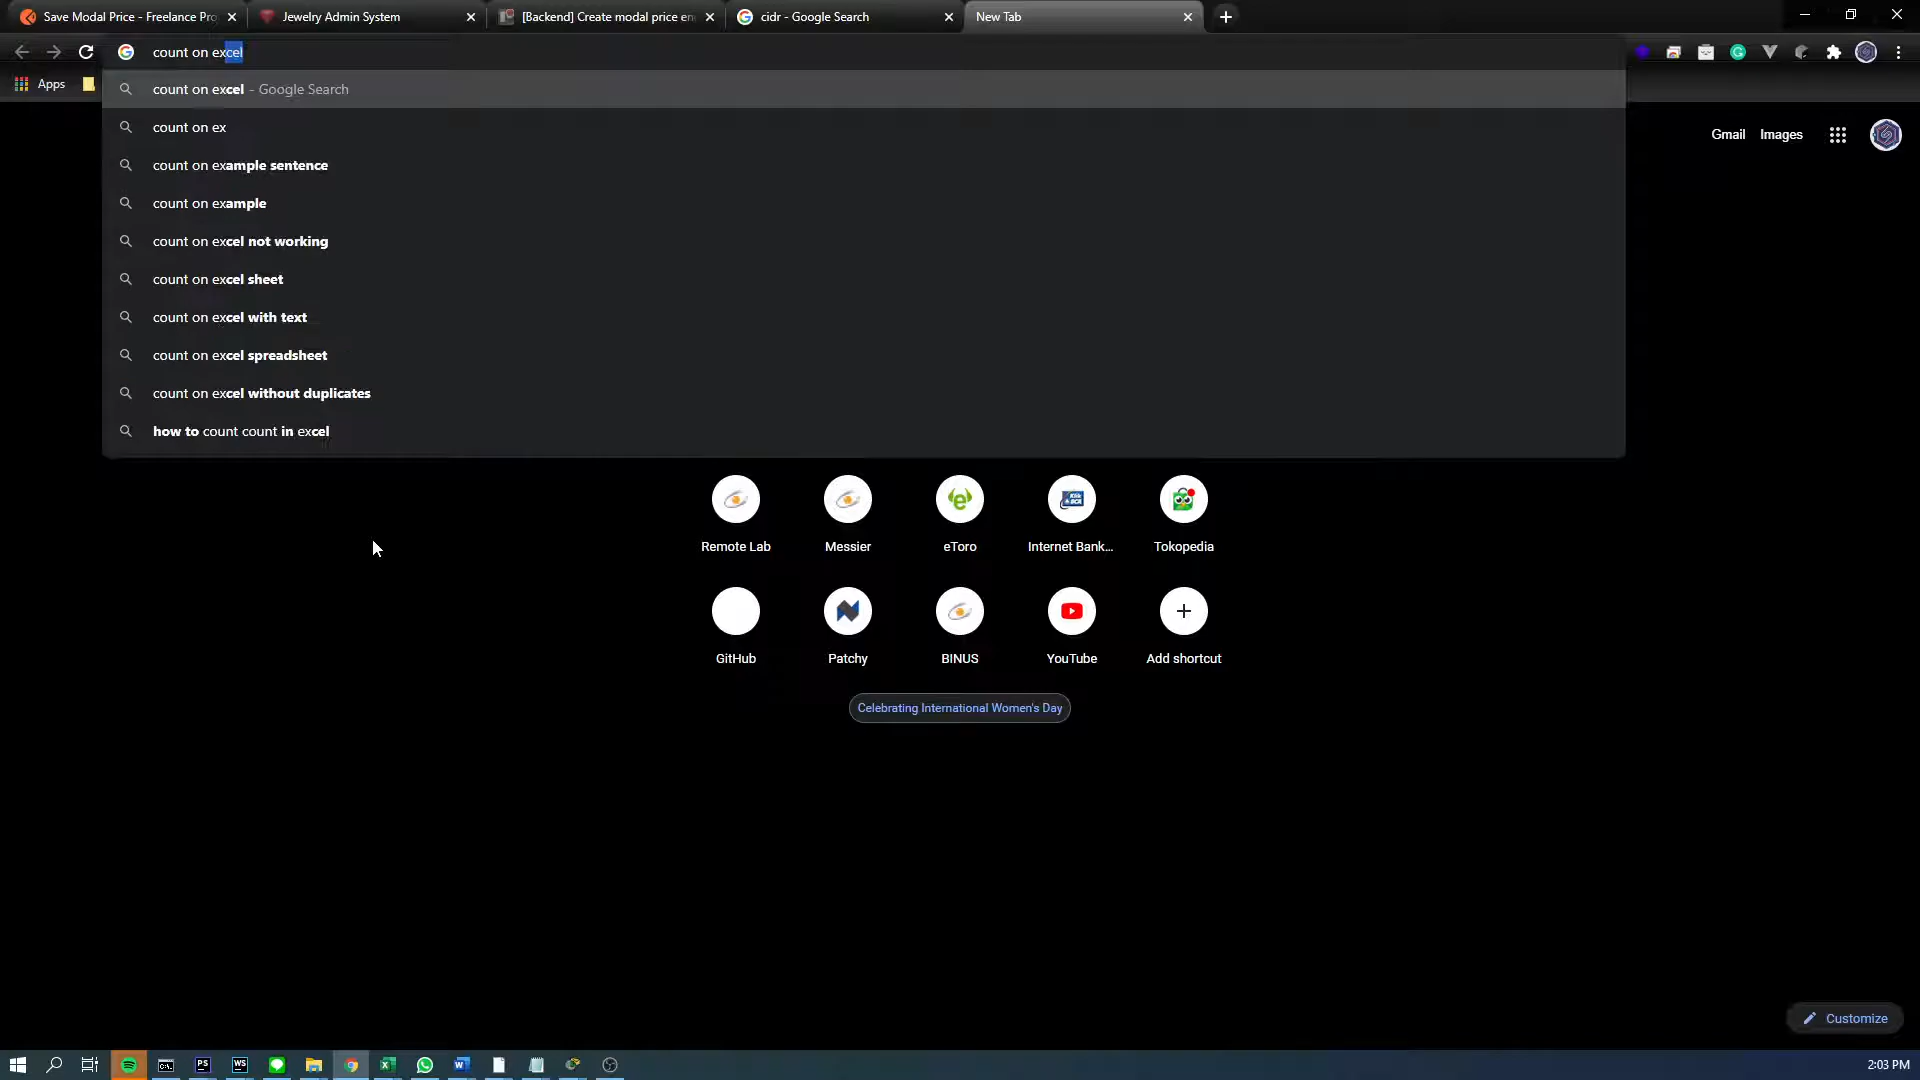 Save Modal Price - Freelance Pro
Jewelry Admin System
[Backend] Create modal price en
cidr - Google Search
New Tab
count on excel
Apps
count on excel - Google Search
count on ex
count on example sentence
count on example
count on excel not working
count on excel sheet
count on excel with text
count on excel spreadsheet
count on excel without duplicates
how to count count in excel
Gmail Images
Remote Lab
Messier
eToro
Internet Bank...
Tokopedia
GitHub
Patchy
BINUS
YouTube
Add shortcut
Celebrating International Women's Day
Customize
2:03 PM